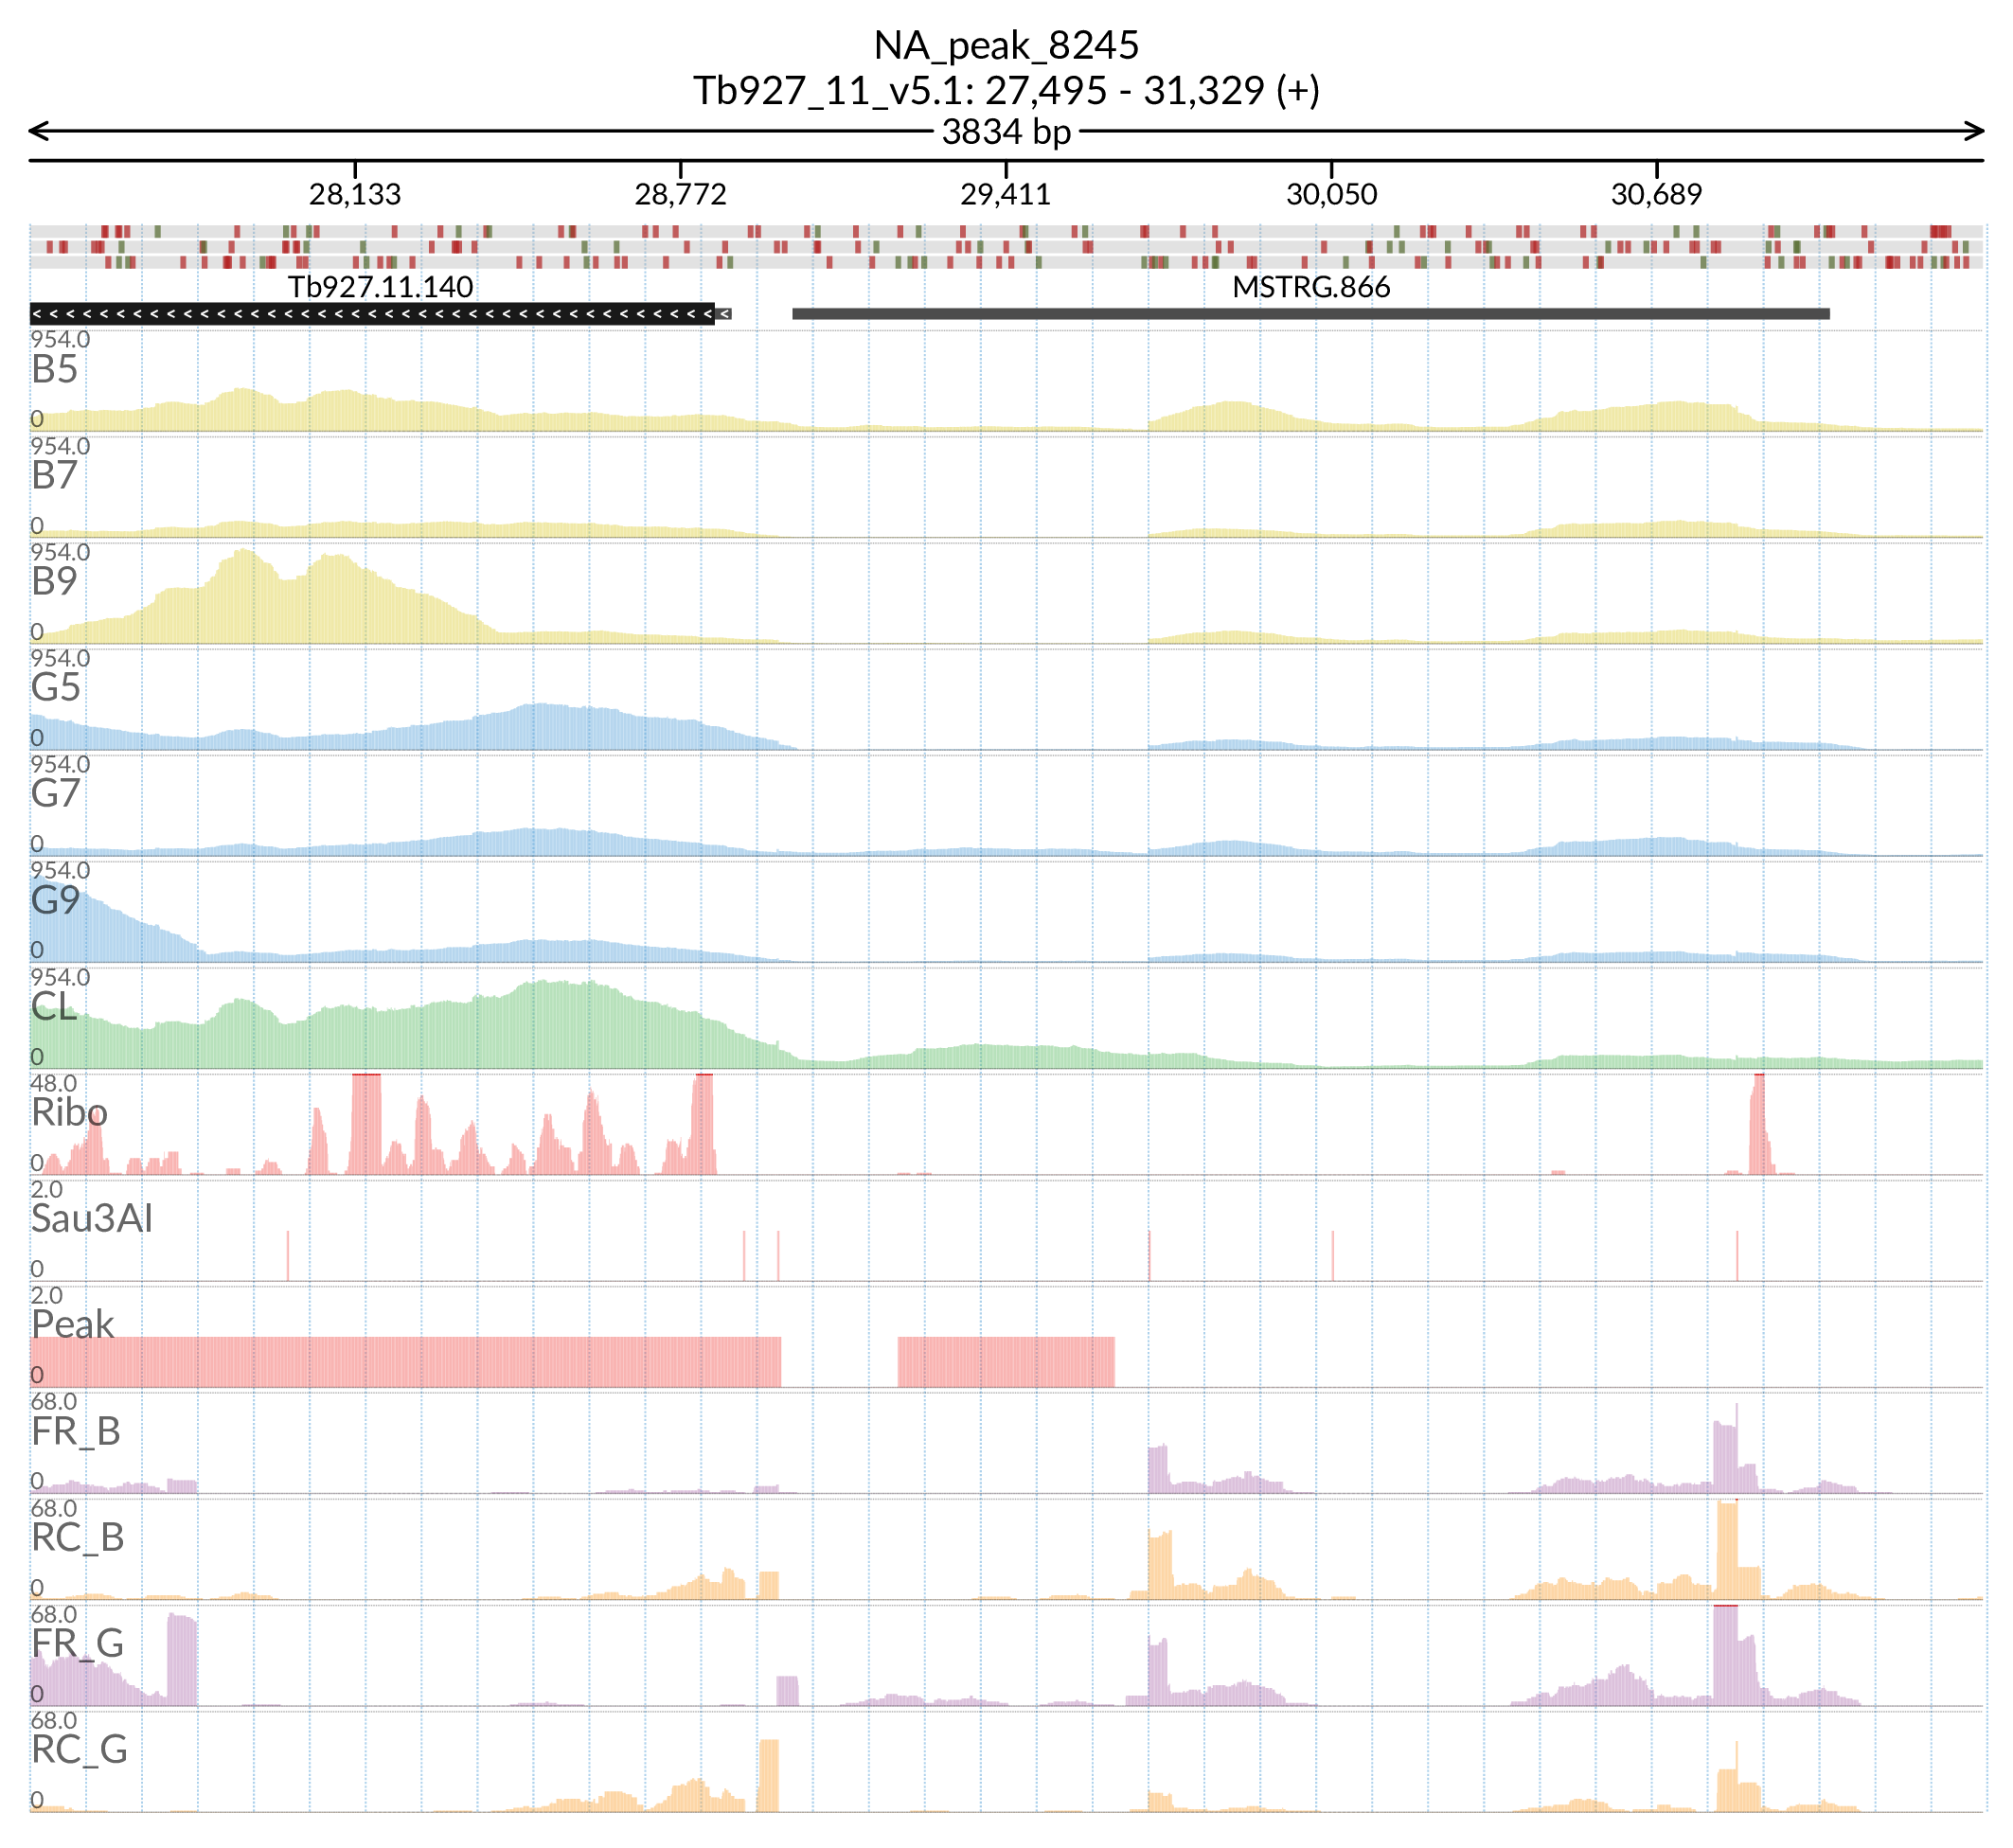 NA_peak_8245
Tb927_11_v5.1: 27,495 - 31,329 (+)
3834 bp
28,133 28,772 29,411 30,050 30,689
Tb927.11.140 MSTRG.866
954.0
B5
0
954.0
B7
0
954.0
B9
0
954.0
G5
0
954.0
G7
0
954.0
G9
0
954.0
CL
0
48.0
Ribo
0
2.0
Sau3AI
0
2.0
Peak
0
68.0
FR_B
0
68.0
RC_B
0
68.0
FR_G
0
68.0
RC_G
0